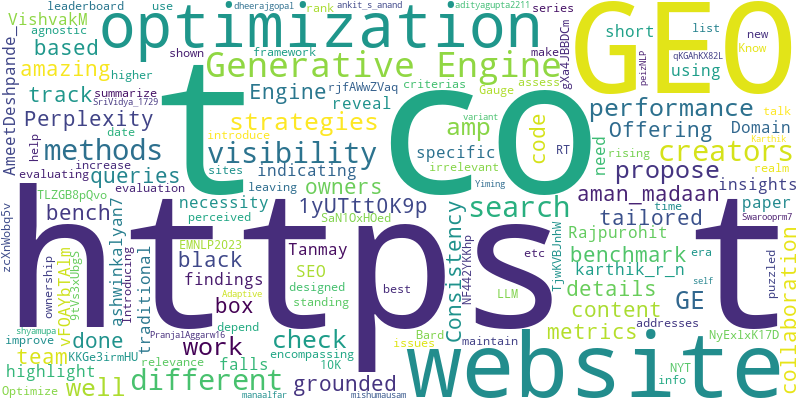 leaderboard use dheerajgopal rank ankit_s_anand adityagupta2211 series
VishvakM agnostic optimization shown framework make short list new
based Generative Engine criterias using Know
amazing higher Engine rjfAWwZVaq Gauge assess qKGAhKX82L
AmeetDeshpande_ track summarize reveal gXa4JBBDCm peizNLP
GEO
SriVidya_1729 strategies variant performance
Perplexity introduce amp code Offering talk
help date t co RT Domain Karthik
methods visibility specific need creators
increase irrelevant rising
evaluating queries sites indicating search Yiming propose realm
evaluation leaving owners aman_madaan insights
TLZGB8pQvo necessity 1yUTttOK9p time paper
zcXnWobq5v bench perceived SaN1OxHOed tailored Swarooprm7
https t
EMNLP2023 Tanmay Consistency Rajpurohit era
ashwinkalyan7 Introducing traditional black SEO etc NF442YKKhp TjwKVBJnhW benchmark puzzled
ownership 9tVs3xUbgS vFOAYbTAlm findings designed karthik_r_n self
Adaptive standing LLM details GE
box best content
shyamupa done PranjalAggarw16 depend check Bard metrics addresses collaboration
improve KKGe3irmHU work encompassing issues maintain NyEx1xK17D
team relevance falls 10K
highlight different grounded website NYT
Optimize well manaalfar mishumausam info